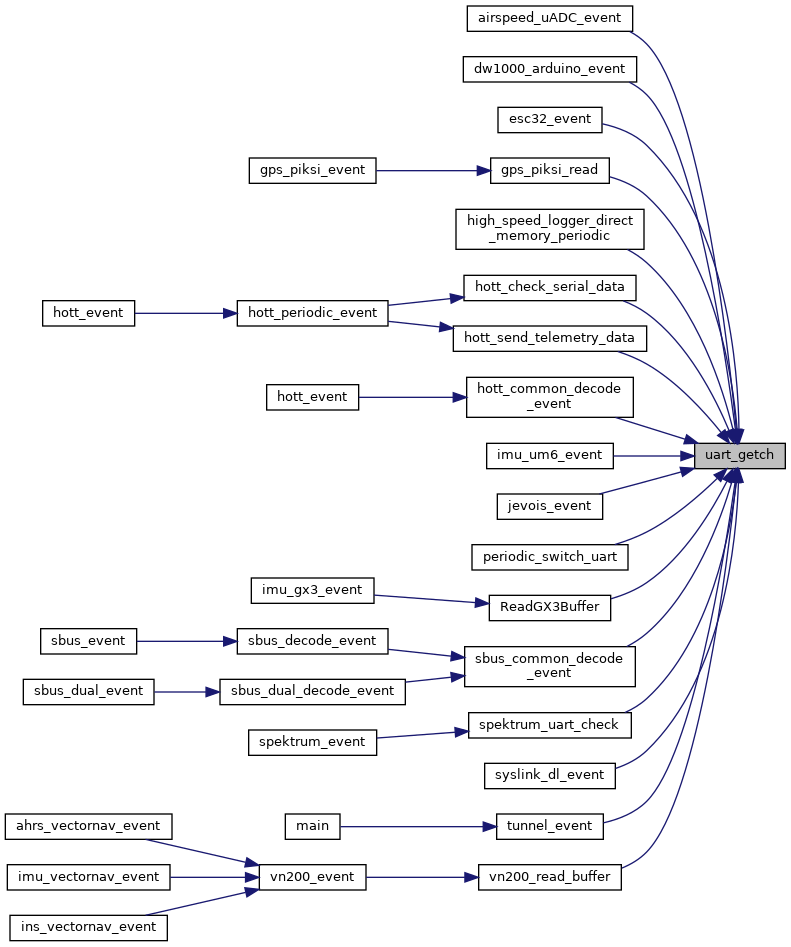 airspeed_uADC_event
dw1000_arduino_event
esc32_event
gps_piksi_event
gps_piksi_read
high_speed_logger_direct
_memory_periodic
hott_check_serial_data
hott_event
hott_periodic_event
hott_send_telemetry_data
hott_event
hott_common_decode
_event
uart_getch
imu_um6_event
jevois_event
periodic_switch_uart
imu_gx3_event
ReadGX3Buffer
sbus_event
sbus_decode_event
sbus_common_decode
_event
sbus_dual_event
sbus_dual_decode_event
spektrum_uart_check
spektrum_event
syslink_dl_event
ahrs_vectornav_event
main
tunnel_event
imu_vectornav_event
vn200_event
vn200_read_buffer
ins_vectornav_event